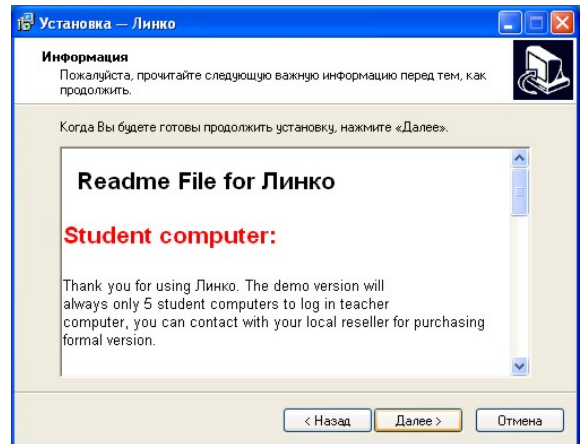 Установка — Линко
Информация
Пожалуйста, прочитайте следующую важную информацию перед тем, как
продолжить.
Когда Вы будете готовы продолжить установку, нажмите «Далее».
Readme File for Линко
Student computer:
Thank you for using Линко. The demo version will
always only 5 student computers to log in teacher
computer, you can contact with your local reseller for purchasing
formal version.
< Назад
Далее >
Отмена